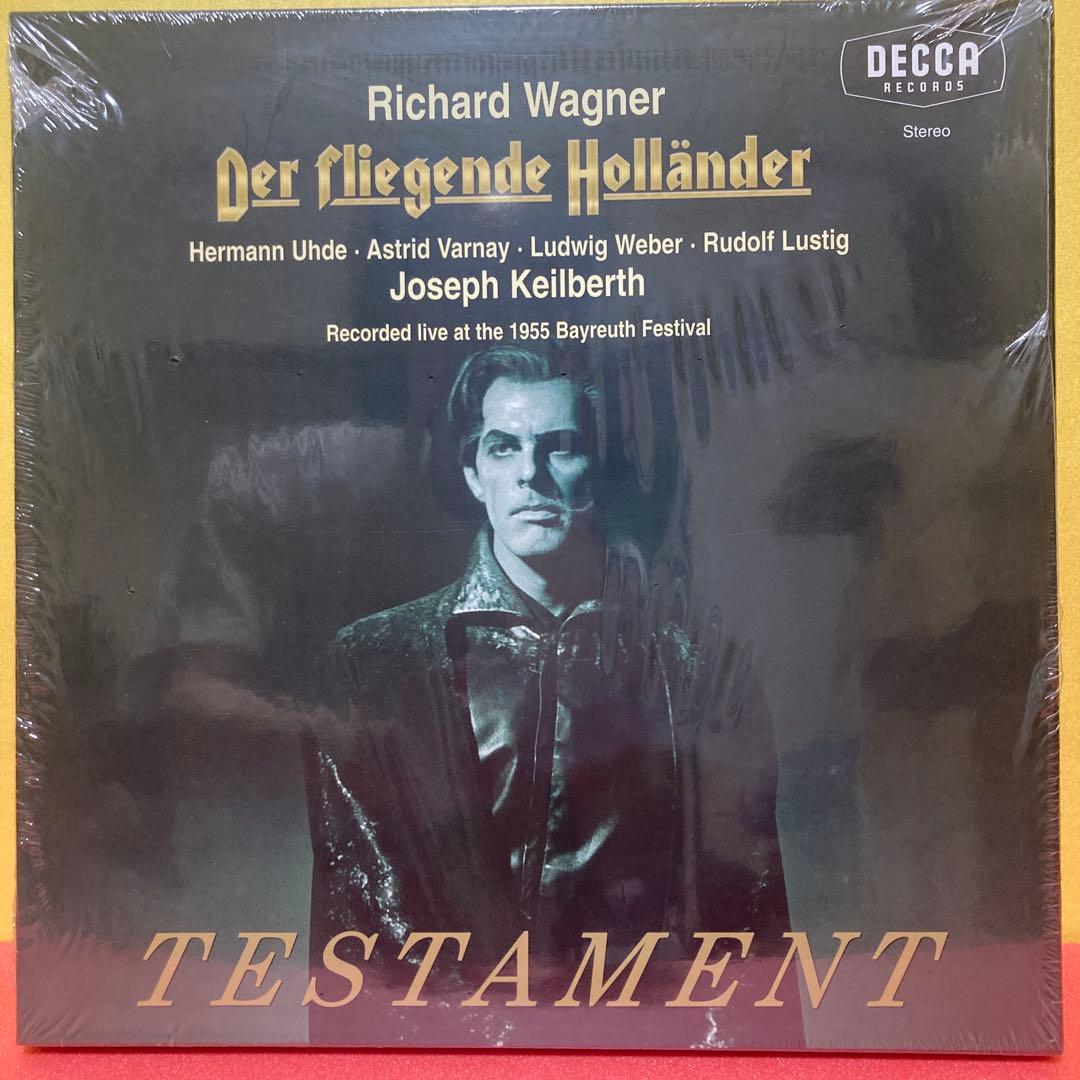 DECCA
RECORDS
Stereo
Richard Wagner
Der fliegende Holländer
Hermann Uhde · Astrid Varnay · Ludwig Weber · Rudolf Lustig
Joseph Keilberth
Recorded live at the 1955 Bayreuth Festival
TESTAMENT